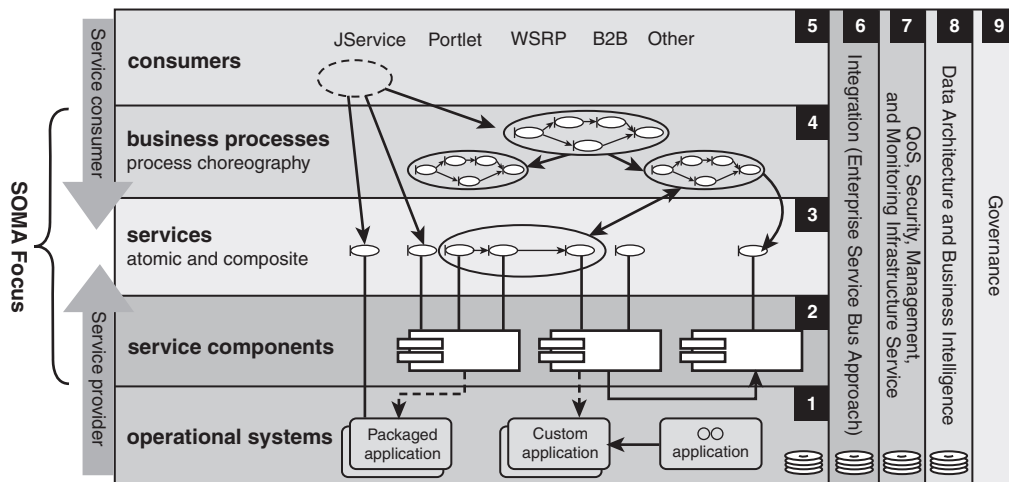 SOMA Focus
Service consumer
Service provider
JService Portlet WSRP B2B Other
consumers
5
business processes
process choreography
4
services
atomic and composite
3
service components
2
operational systems
1
Packaged
application
Custom
application
OO
application
6
Integration (Enterprise Service Bus Approach)
7
QoS, Security, Management,
and Monitoring Infrastructure Service
8
Data Architecture and Business Intelligence
9
Governance